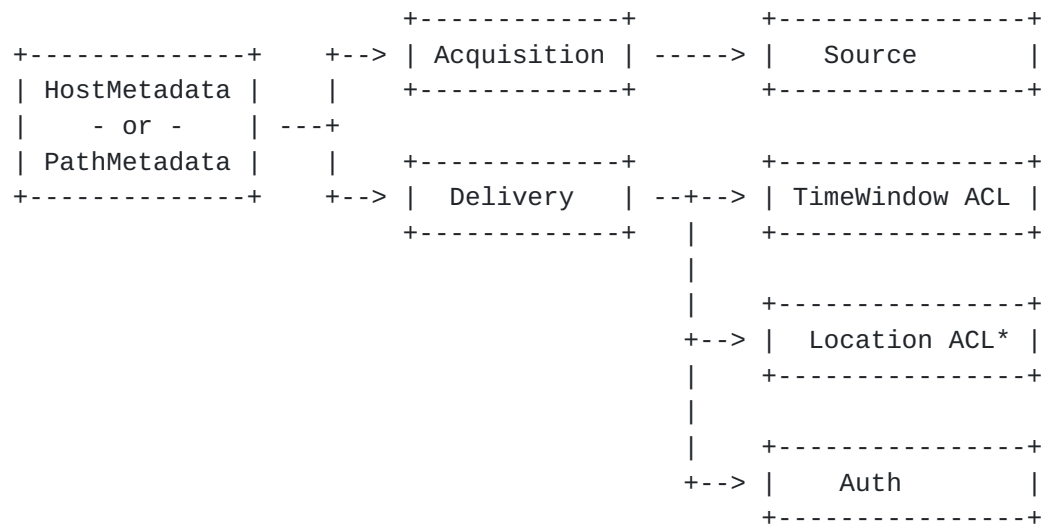 Acquisition Source
HostMetadata
- or -
PathMetadata
Delivery TimeWindow ACL
Location ACL*
Auth